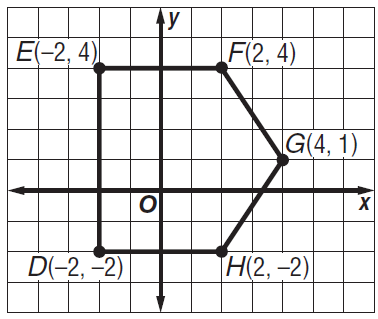 y
E(–2, 4)
F(2, 4)
G(4, 1)
O
x
D(–2, –2)
H(2, –2)